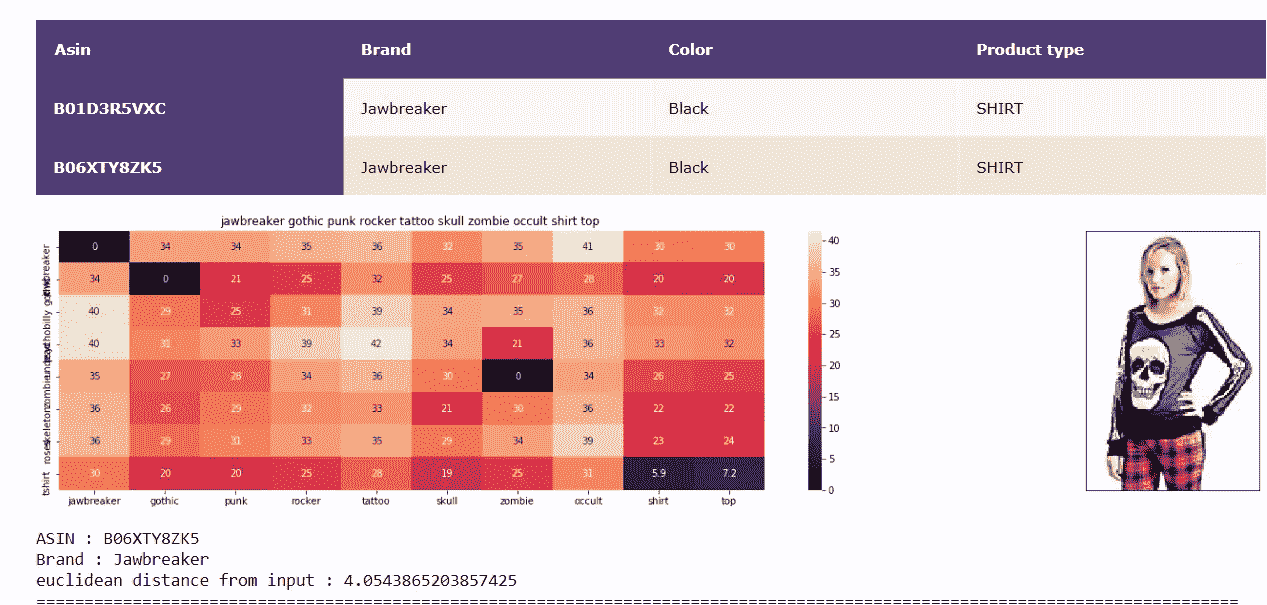 Asin Brand Color Product type
B01D3R5VXC Jawbreaker Black SHIRT
B06XTY8ZK5 Jawbreaker Black SHIRT
jawbreaker gothic punk rocker tattoo skull zombie occult shirt top
0 34 34 35 36 32 35 41 30 30
34 0 21 25 32 25 27 28 20 20
40 29 25 31 39 34 35 36 32 32
40 31 33 39 42 34 21 36 33 32
zombie 35 27 28 34 36 30 0 34 26 25
skeleton 36 26 29 32 33 21 30 36 22 22
36 29 31 33 35 29 34 39 23 24
tshirt 30 20 20 25 28 19 25 31 5.9 7.2
jawbreaker gothic punk rocker tattoo skull zombie occult shirt top
40
35
30
25
20
15
10
5
0
ASIN : B06XTY8ZK5
Brand : Jawbreaker
euclidean distance from input : 4.0543865203857425